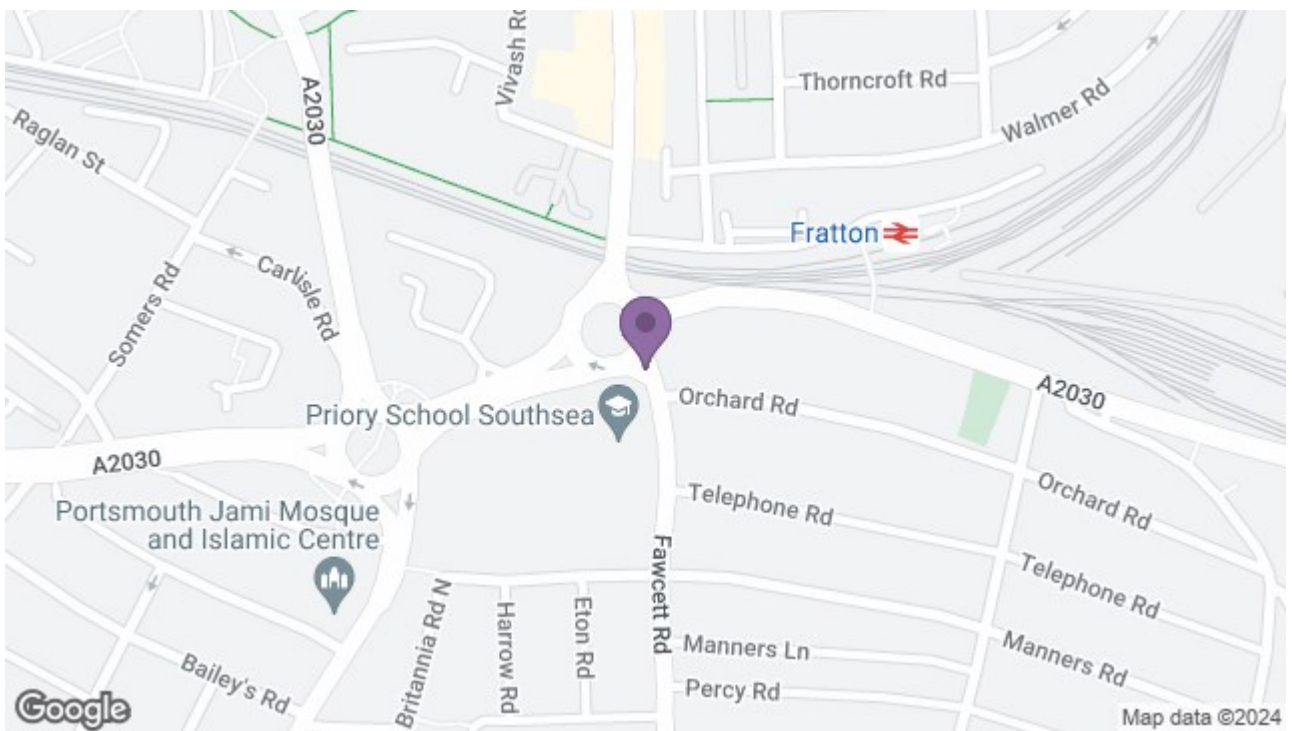 Vivash Rd
Thorncroft Rd
Walmer Rd
A2030
Raglan St
Fratton
Carlisle Rd
Somers Rd
A2030
Priory School Southsea
Orchard Rd
A2030
Portsmouth Jami Mosque
and Islamic Centre
Telephone Rd
Orchard Rd
Fawcett Rd
Telephone Rd
Britannia Rd N
Harrow Rd
Eton Rd
Manners Ln
Manners Rd
Bailey's Rd
Percy Rd
Google
Map data ©2024